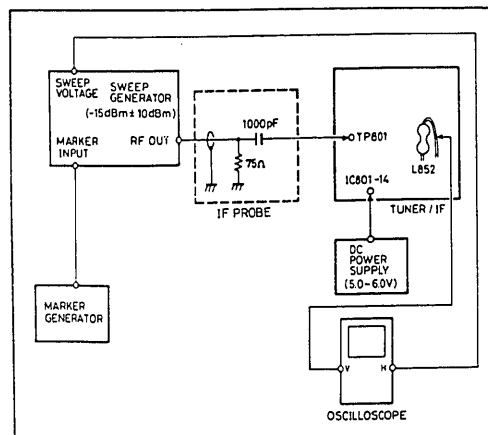 SWEEP VOLTAGE
SWEEP GENERATOR
(-15dBm ± 10dBm)
MARKER INPUT
RF OUT
1000pF
75Ω
IF PROBE
TP801
L852
IC801-14
TUNER / IF
DC POWER SUPPLY
(5.0-6.0V)
MARKER GENERATOR
V
H
OSCILLOSCOPE